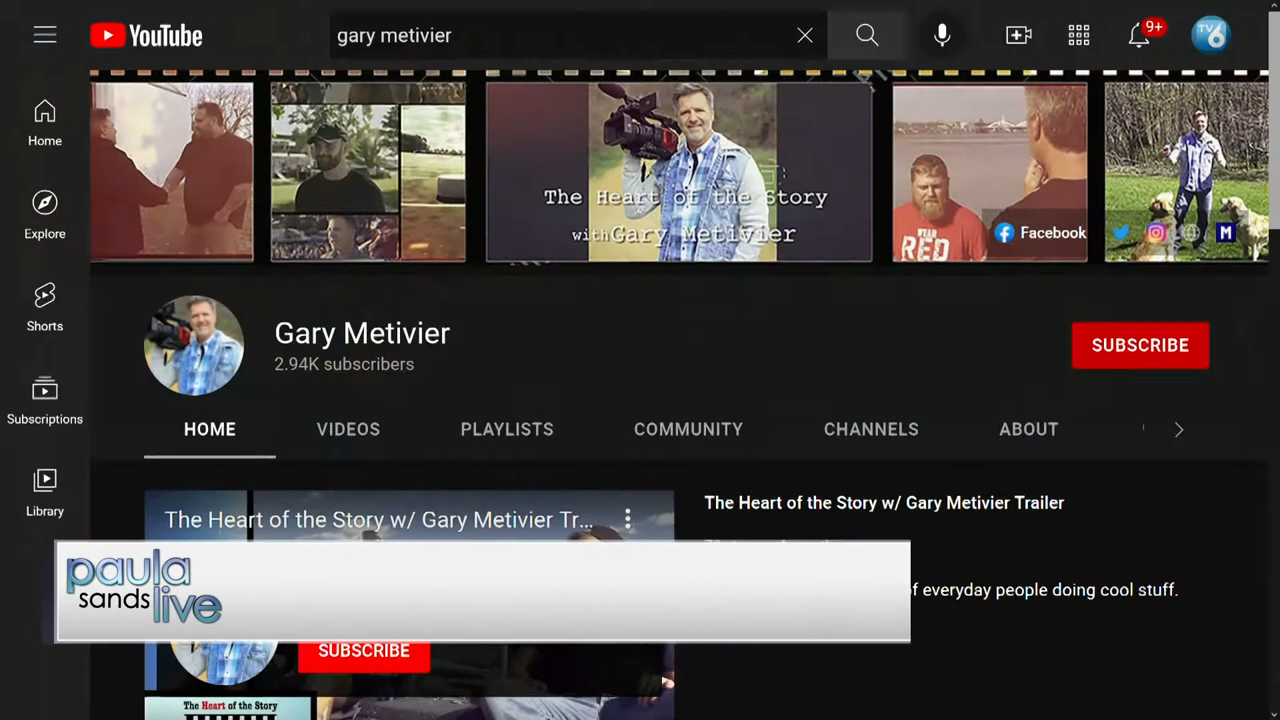 YouTube
gary metivier
9+
TV6
Home
Explore
Shorts
Subscriptions
Library
The Heart of the Story
with Gary Metivier
WEAR
RED
Facebook
M
Gary Metivier
2.94K subscribers
SUBSCRIBE
HOME
VIDEOS
PLAYLISTS
COMMUNITY
CHANNELS
ABOUT
The Heart of the Story w/ Gary Metivier Tr...
The Heart of the Story w/ Gary Metivier Trailer
of everyday people doing cool stuff.
paula
sands live
SUBSCRIBE
The Heart of the Story